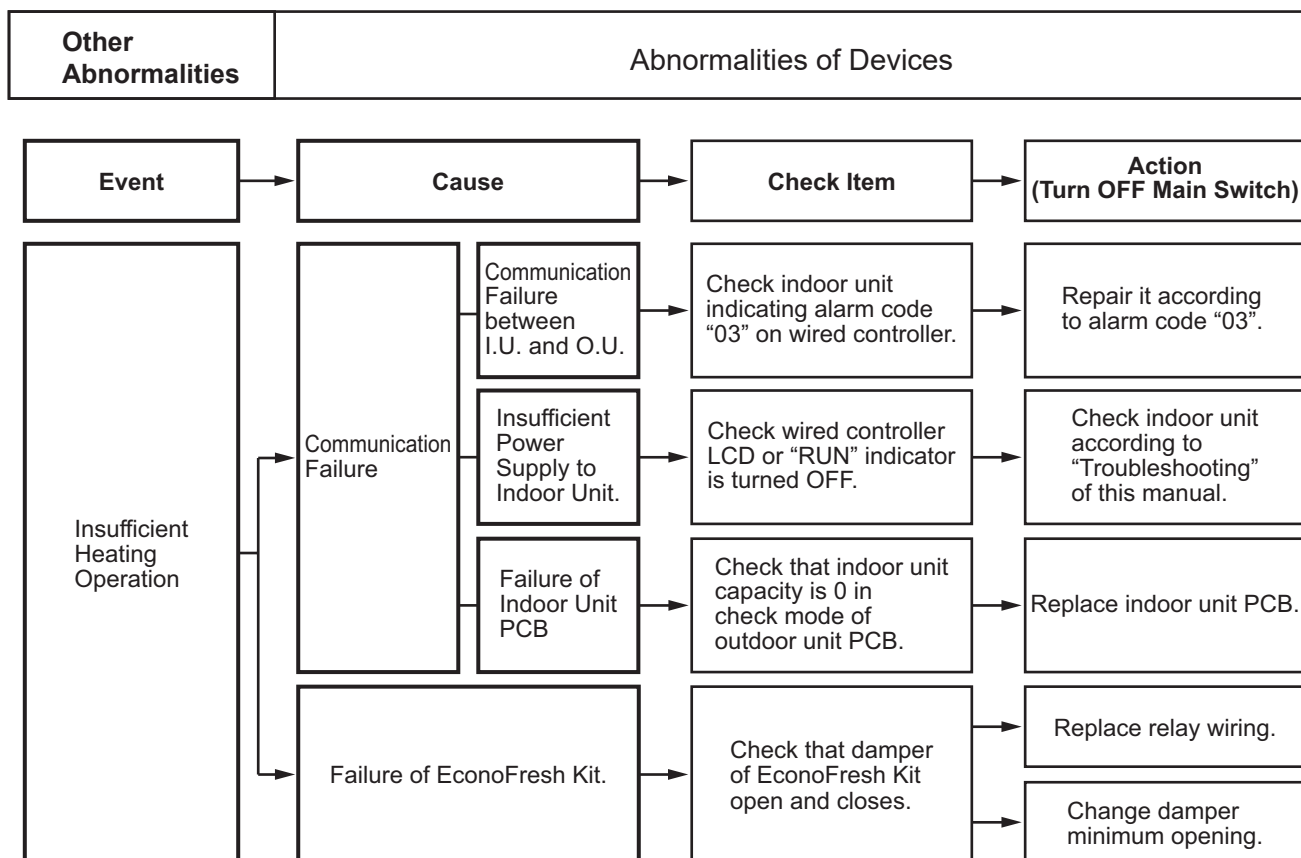 Other
Abnormalities
Abnormalities of Devices
Event
Cause
Check Item
Action
(Turn OFF Main Switch)
Insufficient
Heating
Operation
Communication
Failure
Communication
Failure
between
I.U. and O.U.
Check indoor unit
indicating alarm code
“03” on wired controller.
Repair it according
to alarm code “03”.
Insufficient
Power
Supply to
Indoor Unit.
Check wired controller
LCD or “RUN” indicator
is turned OFF.
Check indoor unit
according to
“Troubleshooting”
of this manual.
Failure of
Indoor Unit
PCB
Check that indoor unit
capacity is 0 in
check mode of
outdoor unit PCB.
Replace indoor unit PCB.
Failure of EconoFresh Kit.
Check that damper
of EconoFresh Kit
open and closes.
Replace relay wiring.
Change damper
minimum opening.